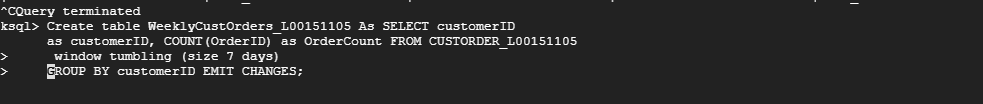 ^CQuery terminated
ksql> Create table WeeklyCustOrders_L00151105 As SELECT customerID
as customerID, COUNT(OrderID) as OrderCount FROM CUSTORDER_L00151105
> window tumbling (size 7 days)
> GROUP BY customerID EMIT CHANGES;